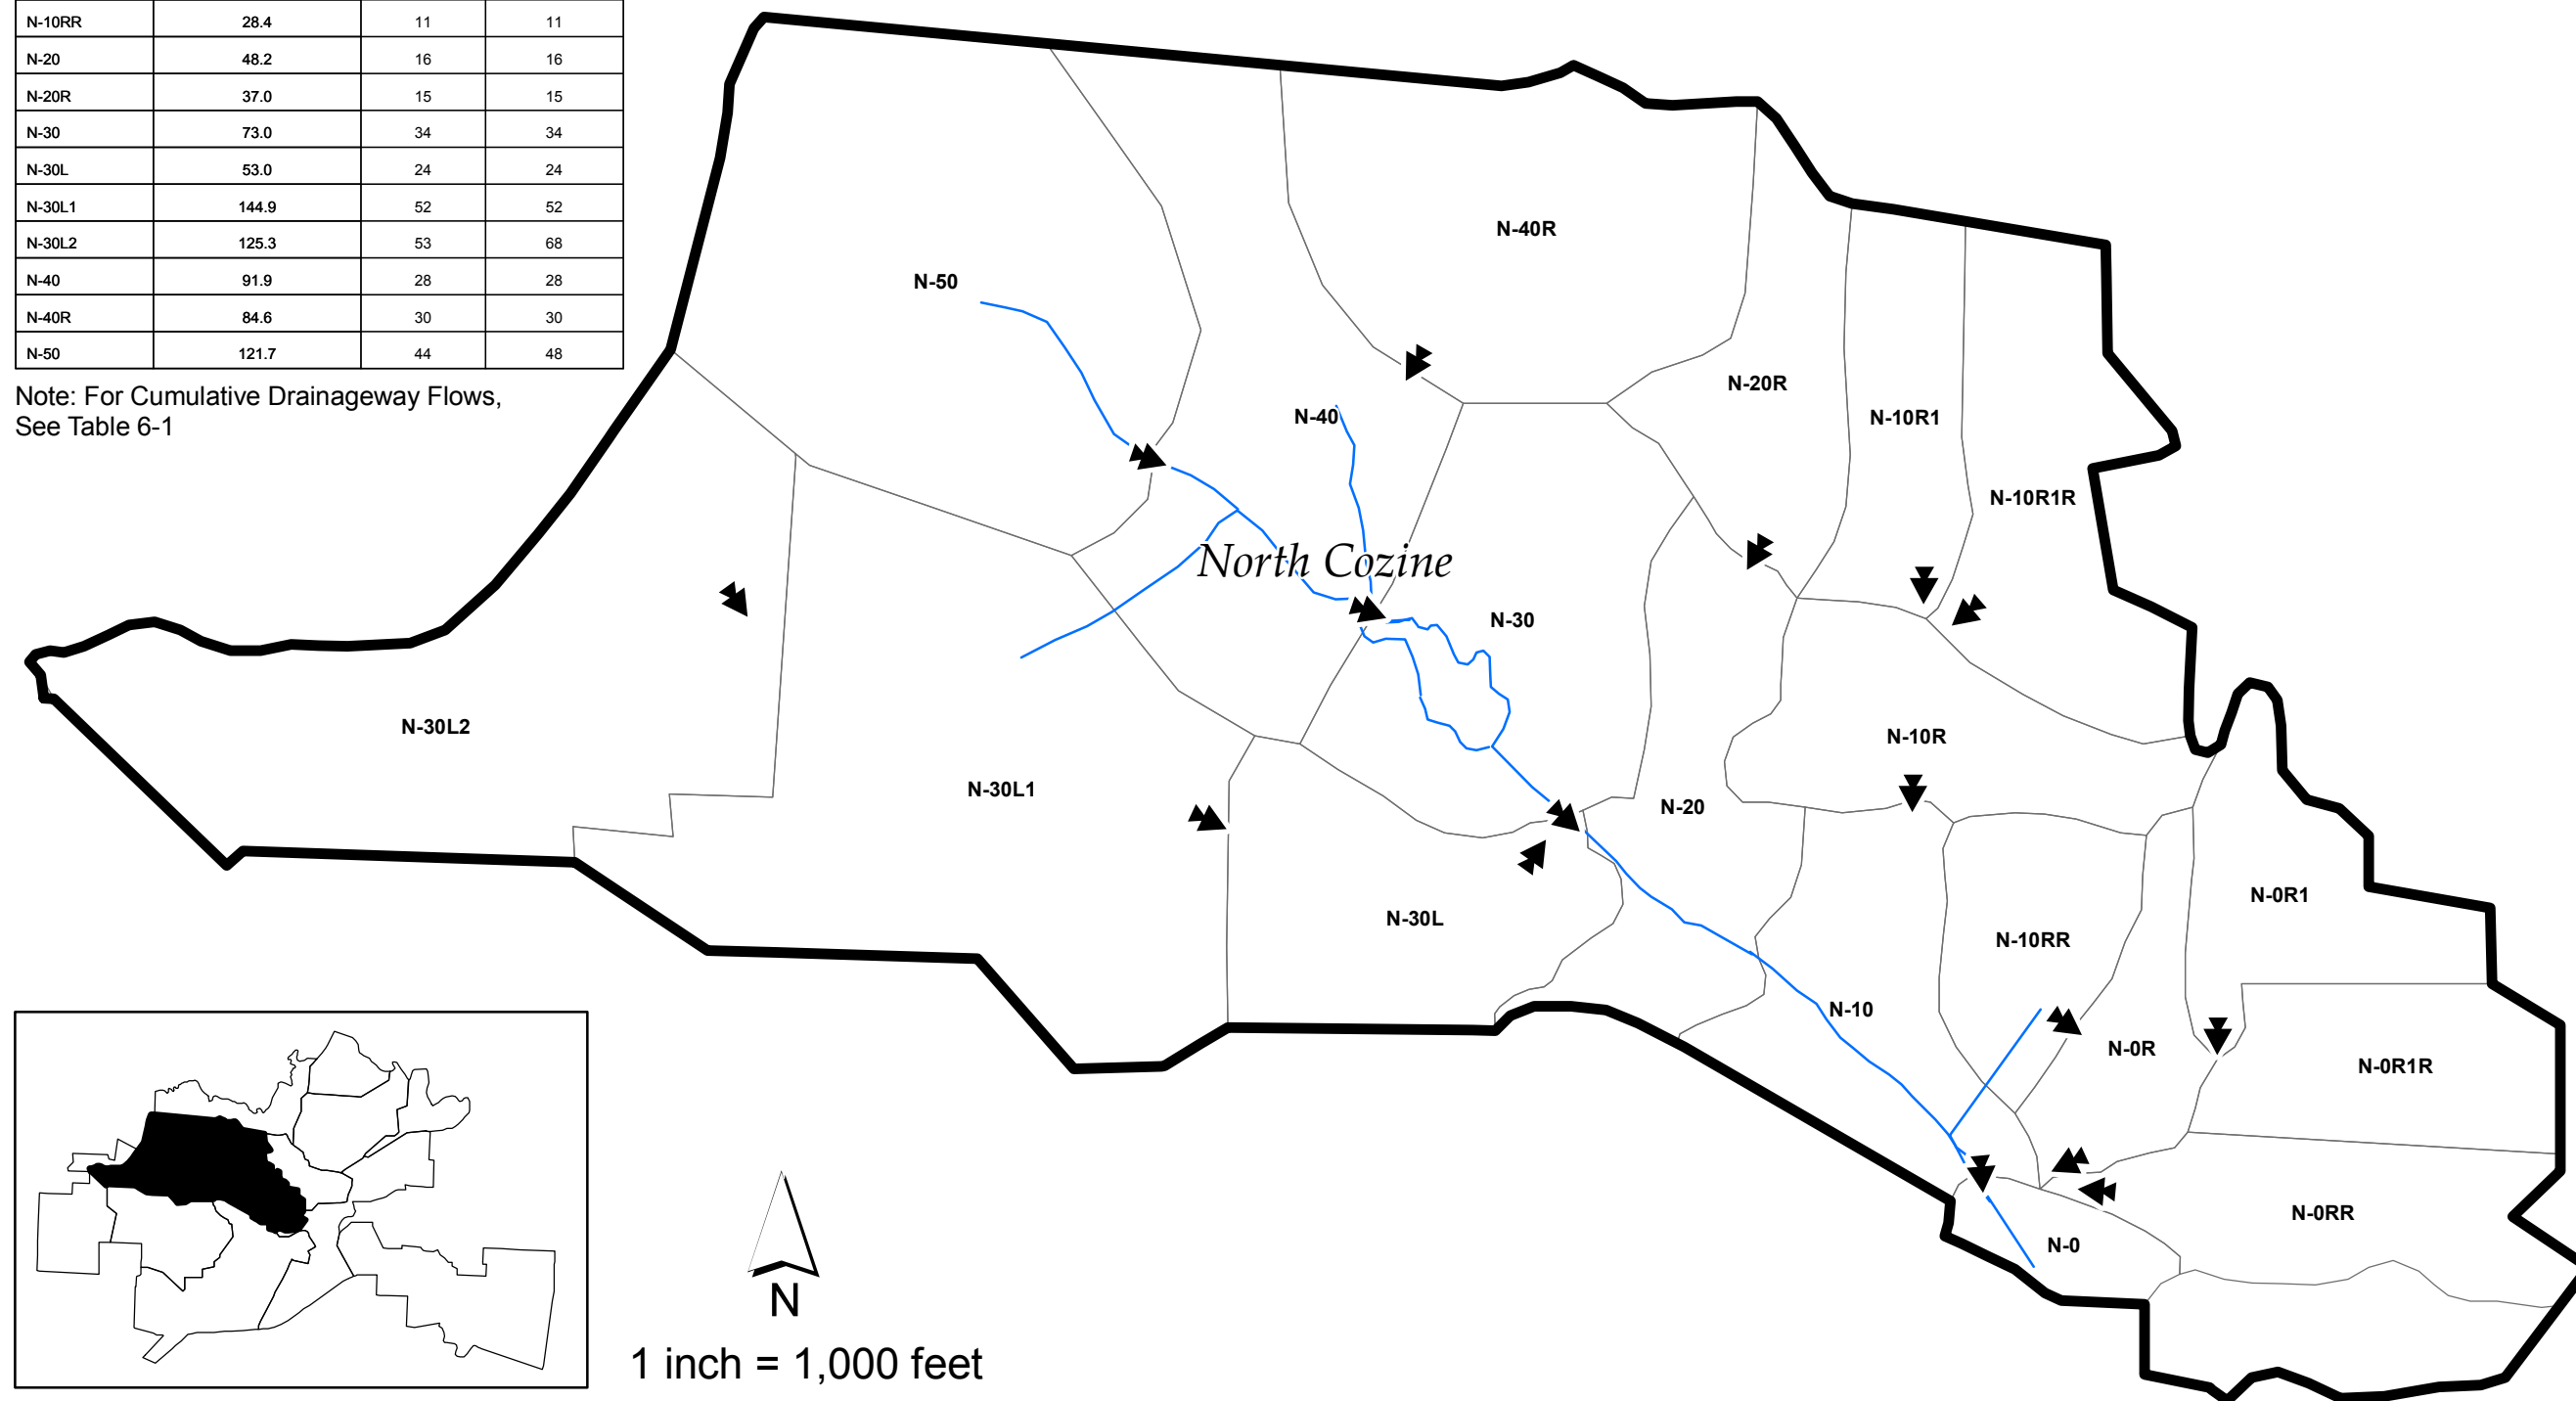 N-10RR 28.4 11 11
N-20 48.2 16 16
N-20R 37.0 15 15
N-30 73.0 34 34
N-30L 53.0 24 24
N-30L1 144.9 52 52
N-30L2 125.3 53 68
N-40 91.9 28 28
N-40R 84.6 30 30
N-50 121.7 44 48
Note: For Cumulative Drainageway Flows,
See Table 6-1
N-40R
N-50
N-20R
N-40
N-10R1
N-10R1R
North Cozine
N-30
N-30L2
N-10R
N-30L1
N-20
N-0R1
N-30L
N-10RR
N-10
N-0R
N-0R1R
N-0RR
N-0
N
1 inch = 1,000 feet